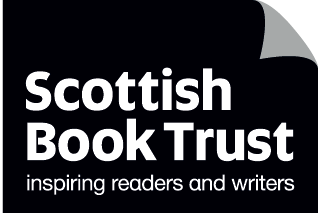 Scottish
Book Trust
inspiring readers and writers